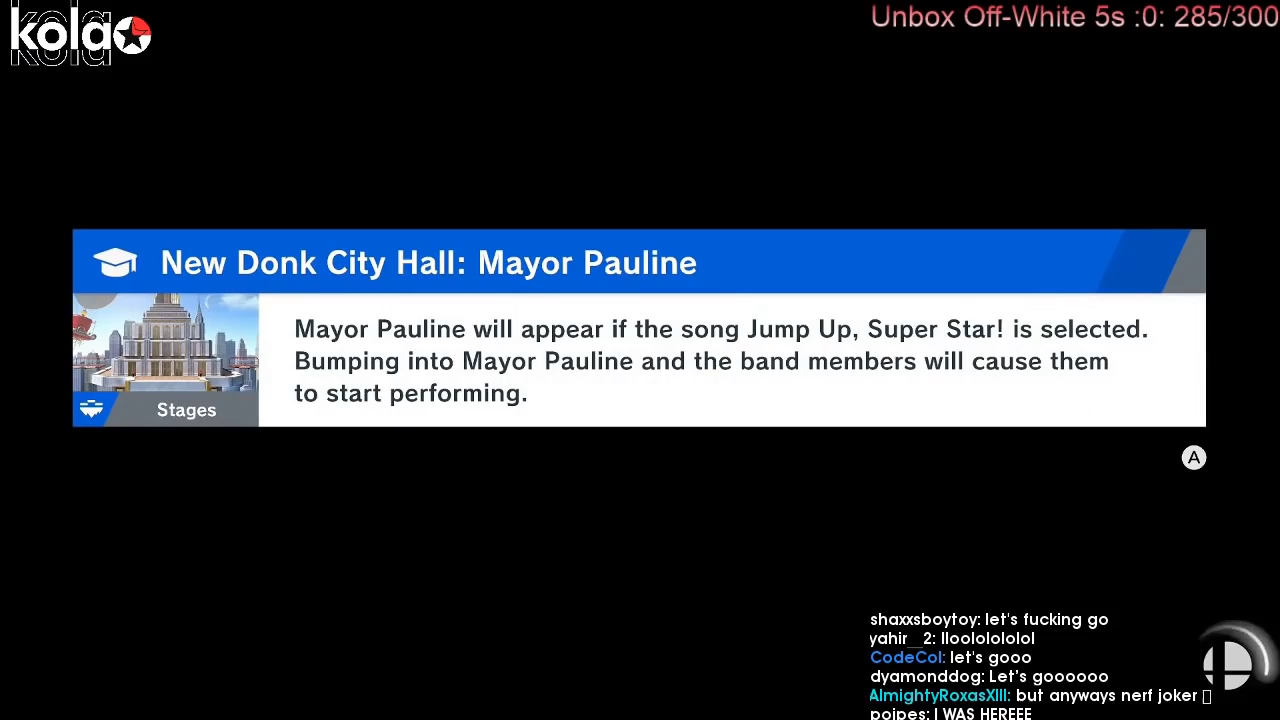 kola
Unbox Off-White 5s :0: 285/300
New Donk City Hall: Mayor Pauline
Mayor Pauline will appear if the song Jump Up, Super Star! is selected.
Bumping into Mayor Pauline and the band members will cause them
to start performing.
Stages
A
shaxxsboytoy: let's fucking go
yahir__2: lloololololol
CodeCol: let's gooo
dyamonddog: Let's goooooo
AlmightyRoxasXIII: but anyways nerf joker
poipes: I WAS HEREEE